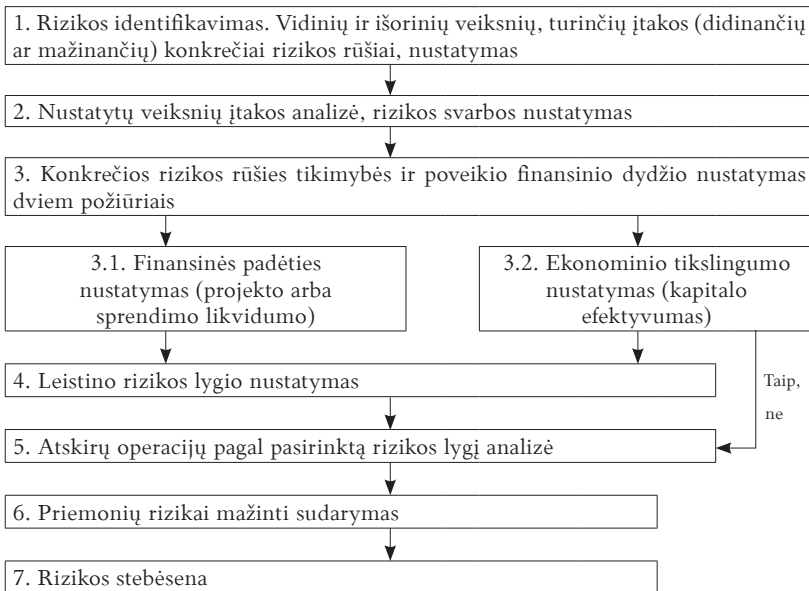 1. Rizikos identifikavimas. Vidinių ir išorinių veiksnių, turinčių įtakos (didinančių
ar mažinančių) konkrečiai rizikos rūšiai, nustatymas
2. Nustatytų veiksnių įtakos analizė, rizikos svarbos nustatymas
3. Konkrečios rizikos rūšies tikimybės ir poveikio finansinio dydžio nustatymas
dviem požiūriais
3.1. Finansinės padėties
nustatymas (projekto arba
sprendimo likvidumo)
3.2. Ekonominio tikslingumo
nustatymas (kapitalo
efektyvumas)
4. Leistino rizikos lygio nustatymas
Taip,
ne
5. Atskirų operacijų pagal pasirinktą rizikos lygį analizė
6. Priemonių rizikai mažinti sudarymas
7. Rizikos stebėsena